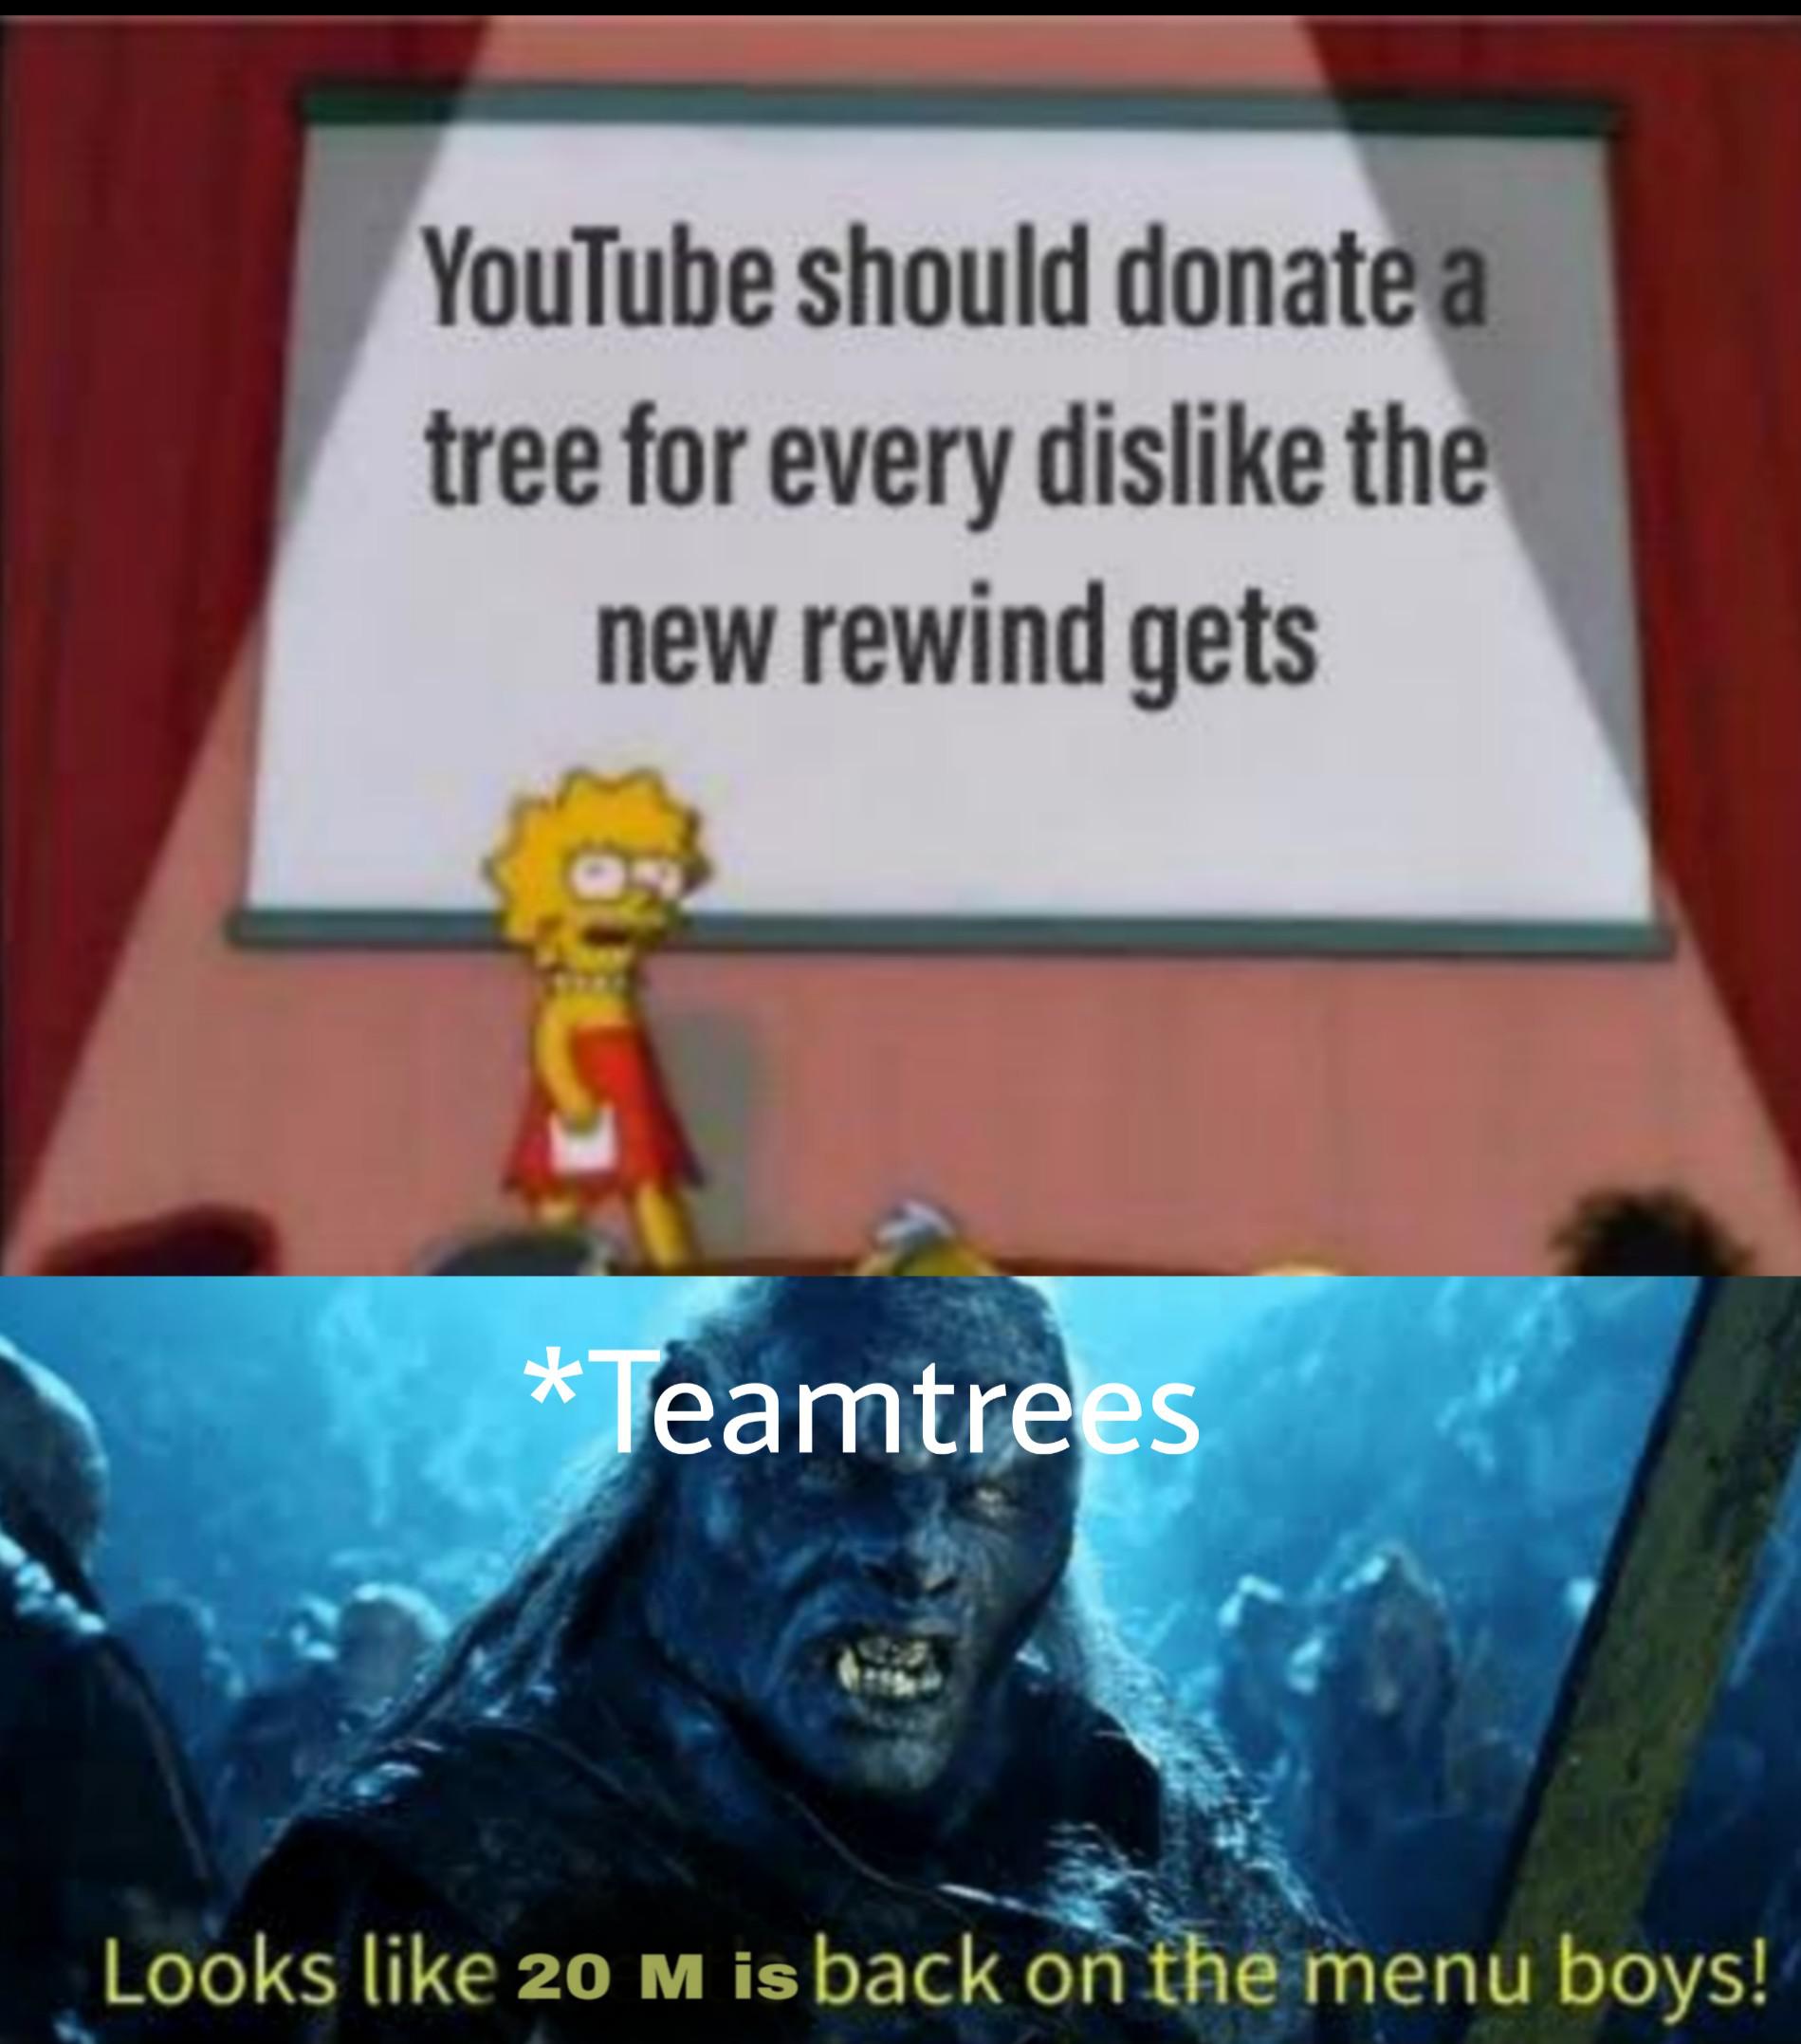 YouTube should donate a
tree for every dislike the
new rewind gets
*Teamtrees
Looks like 20 M is back on the menu boys!